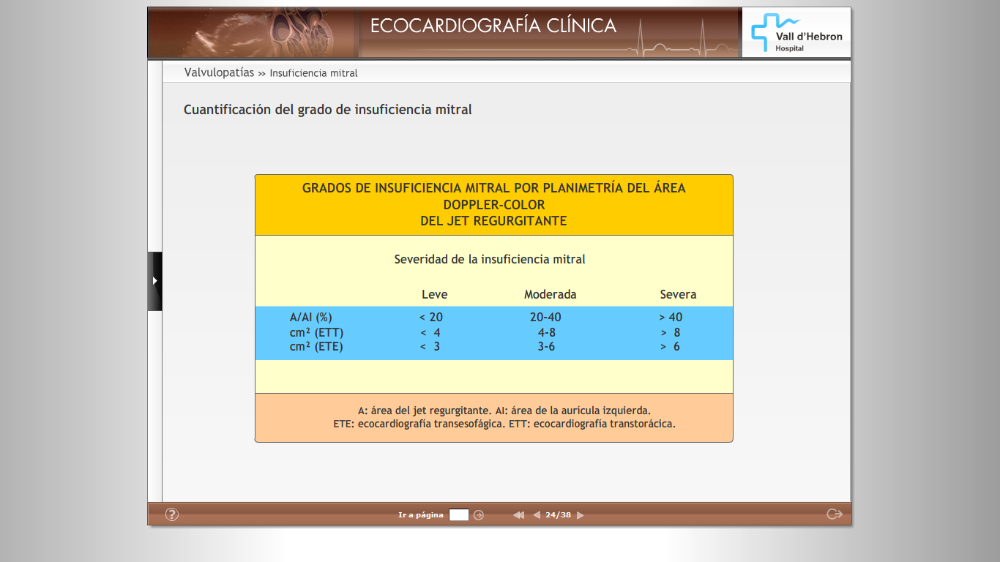 ECOCARDIOGRAFÍA CLÍNICA
Vall d'Hebron
Hospital
Valvulopatías » Insuficiencia mitral
Cuantificación del grado de insuficiencia mitral
GRADOS DE INSUFICIENCIA MITRAL POR PLANIMETRÍA DEL ÁREA
DOPPLER-COLOR
DEL JET REGURGITANTE
Severidad de la insuficiencia mitral
Leve Moderada Severa
A/AI (%) < 20 20-40 > 40
cm² (ETT) < 4 4-8 > 8
cm² (ETE) < 3 3-6 > 6
A: área del jet regurgitante. AI: área de la aurícula izquierda.
ETE: ecocardiografía transesofágica. ETT: ecocardiografía transtorácica.
? Ir a página 24/38